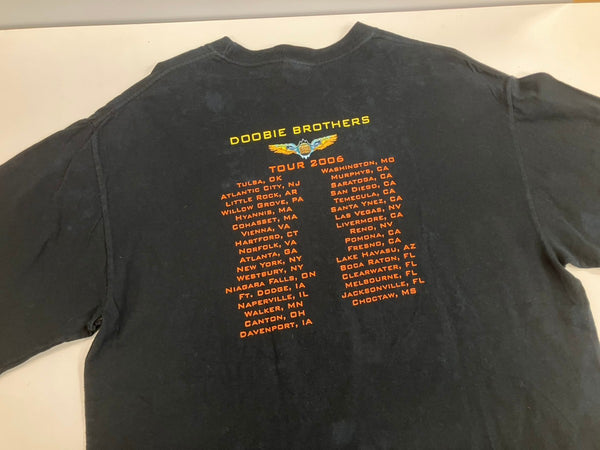 DOOBIE BROTHERS
TOUR 2006
TULSA, OK
ATLANTIC CITY, NJ
LITTLE ROCK, AR
WILLOW GROVE, PA
HYANNIS, MA
COHASSET, MA
VIENNA, VA
HARTFORD, CT
NORFOLK, VA
ATLANTA, GA
NEW YORK, NY
WESTBURY, NY
NIAGARA FALLS, ON
FT. DODGE, IA
NAPERVILLE, IL
WALKER, MN
CANTON, OH
DAVENPORT, IA
WASHINGTON, MO
MURPHYS, CA
SARATOGA, CA
SAN DIEGO, CA
TEMECULA, CA
SANTA YNEZ, CA
LAS VEGAS, NV
LIVERMORE, CA
RENO, NV
POMONA, CA
FRESNO, CA
LAKE HAVASU, AZ
BOCA RATON, FL
CLEARWATER, FL
MELBOURNE, FL
JACKSONVILLE, FL
CHOCTAW, MS